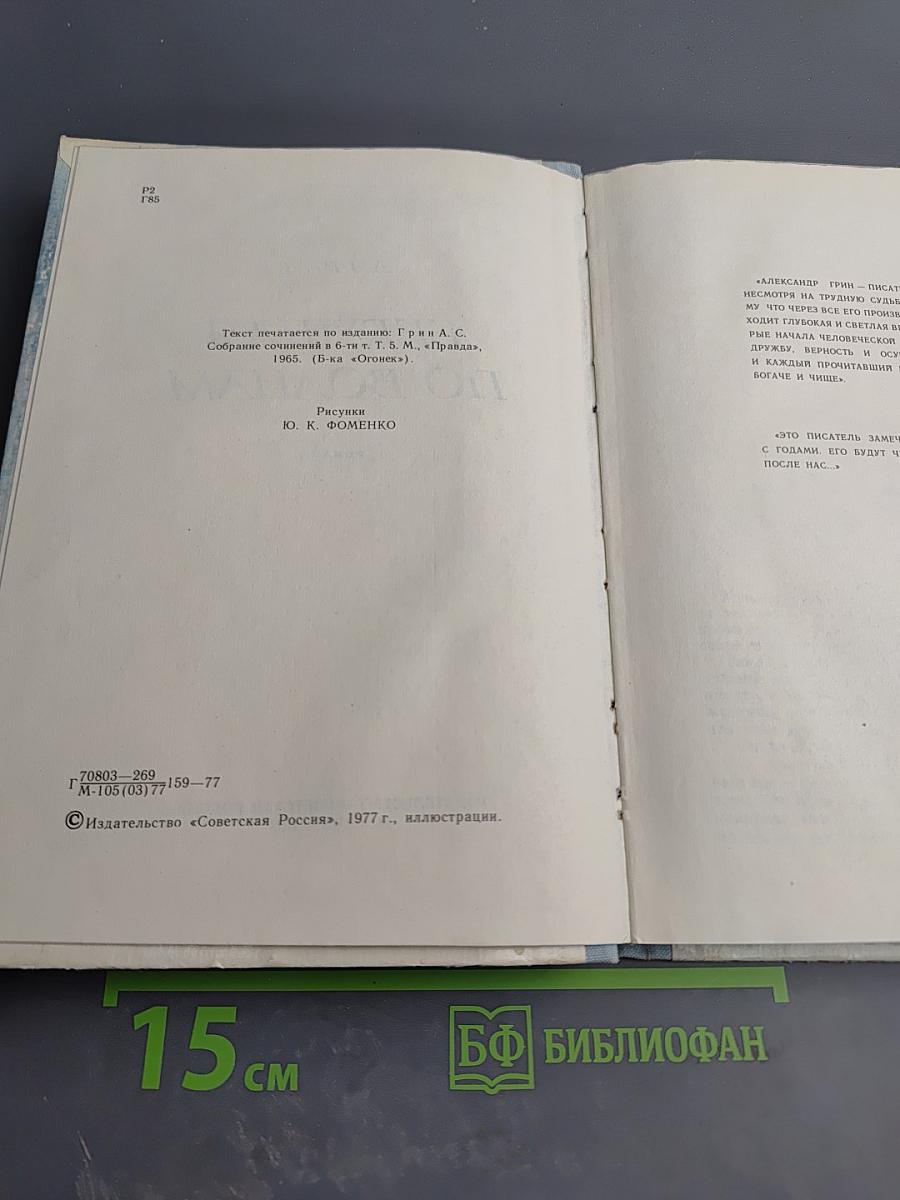 Р2
Г85
Текст печатается по изданию: Грин А. С.
Собрание сочинений в 6-ти т. Т. 5. М., «Правда»,
1965. (Б-ка «Огонек»).
Рисунки
Ю. К. ФОМЕНКО
Г 70803—269 159—77
М-105(03)77
© Издательство «Советская Россия», 1977 г., иллюстрации.
«АЛЕКСАНДР ГРИН — ПИСАТ
НЕСМОТРЯ НА ТРУДНУЮ СУДЬБ
МУ ЧТО ЧЕРЕЗ ВСЕ ЕГО ПРОИЗВ
ХОДИТ ГЛУБОКАЯ И СВЕТЛАЯ ВЕ
РЫЕ НАЧАЛА ЧЕЛОВЕЧЕСКОЙ
ДРУЖБУ, ВЕРНОСТЬ И ОСУ
И КАЖДЫЙ ПРОЧИТАВШИЙ
БОГАЧЕ И ЧИЩЕ».
«ЭТО ПИСАТЕЛЬ ЗАМЕЧ
С ГОДАМИ. ЕГО БУДУТ Ч
ПОСЛЕ НАС...»
15 см
БФ БИБЛИОФАН